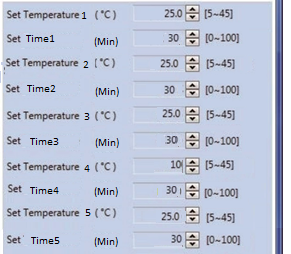 Set Temperature 1 (°C) 25.0 [5~45]
Set Time1 (Min) 30 [0~100]
Set Temperature 2 (°C) 25.0 [5~45]
Set Time2 (Min) 30 [0~100]
Set Temperature 3 (°C) 25.0 [5~45]
Set Time3 (Min) 30 [0~100]
Set Temperature 4 (°C) 10 [5~45]
Set Time4 (Min) 30 [0~100]
Set Temperature 5 (°C) 25.0 [5~45]
Set Time5 (Min) 30 [0~100]